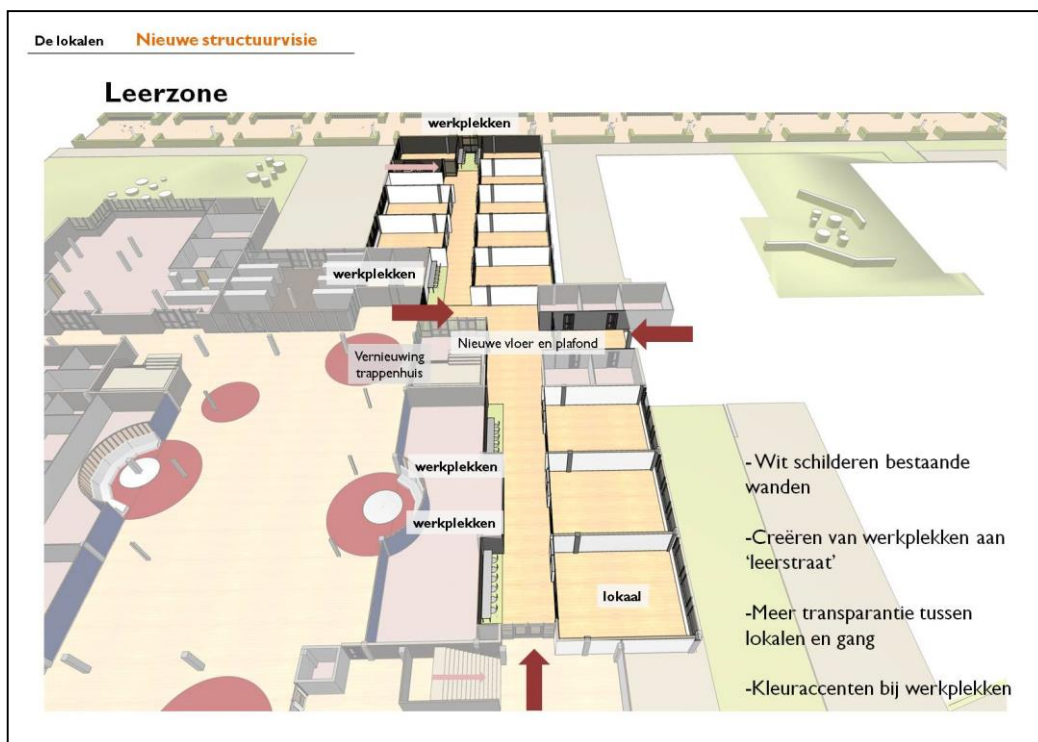 De lokalen Nieuwe structuurvisie
Leerzone
werkplekken
werkplekken
Nieuwe vloer en plafond
Vernieuwing
trappenhuis
werkplekken
werkplekken
lokaal
-Wit schilderen bestaande
wanden
-Creëren van werkplekken aan
‘leerstraat’
-Meer transparantie tussen
lokalen en gang
-Kleuraccenten bij werkplekken